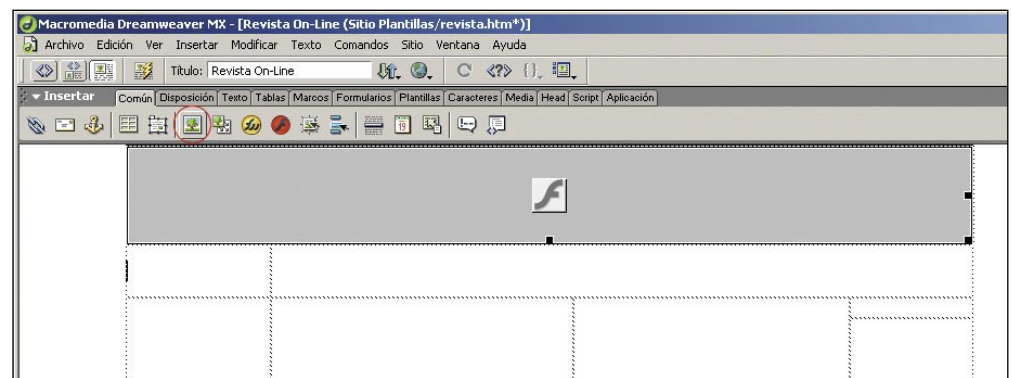 Macromedia Dreamweaver MX - [Revista On-Line (Sitio Plantillas/revista.htm*)]
Archivo Edición Ver Insertar Modificar Texto Comandos Sitio Ventana Ayuda
Título: Revista On-Line
Insertar Común Disposición Texto Tablas Marcos Formularios Plantillas Caracteres Media Head Script Aplicación
19